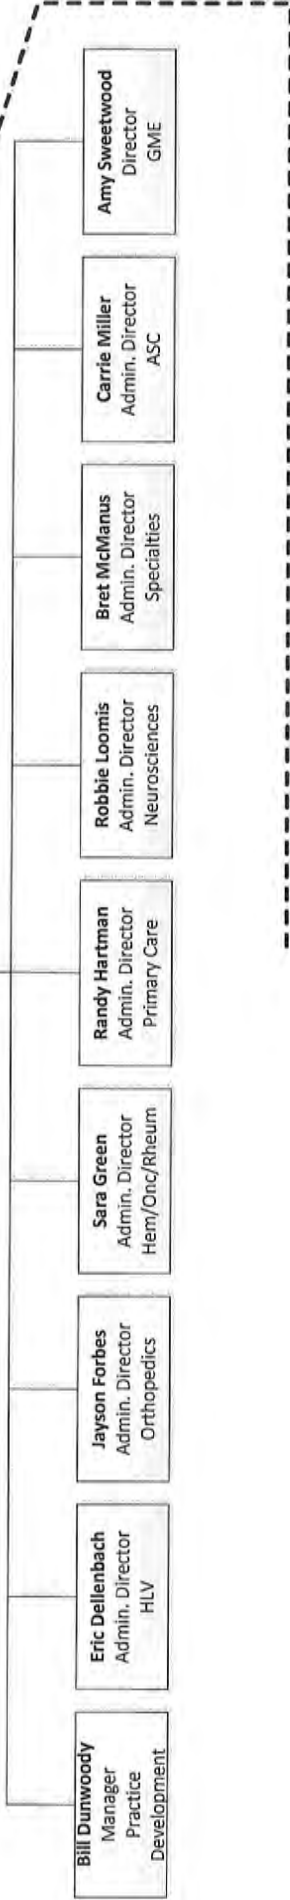 Bill Dunwoody
Manager
Practice
Development
Eric Dellenbach
Admin. Director
HLV
Jayson Forbes
Admin. Director
Orthopedics
Sara Green
Admin. Director
Hem/Onc/Rheum
Randy Hartman
Admin. Director
Primary Care
Robbie Loomis
Admin. Director
Neurosciences
Bret McManus
Admin. Director
Specialties
Carrie Miller
Admin. Director
ASC
Amy Sweetwood
Director
GME